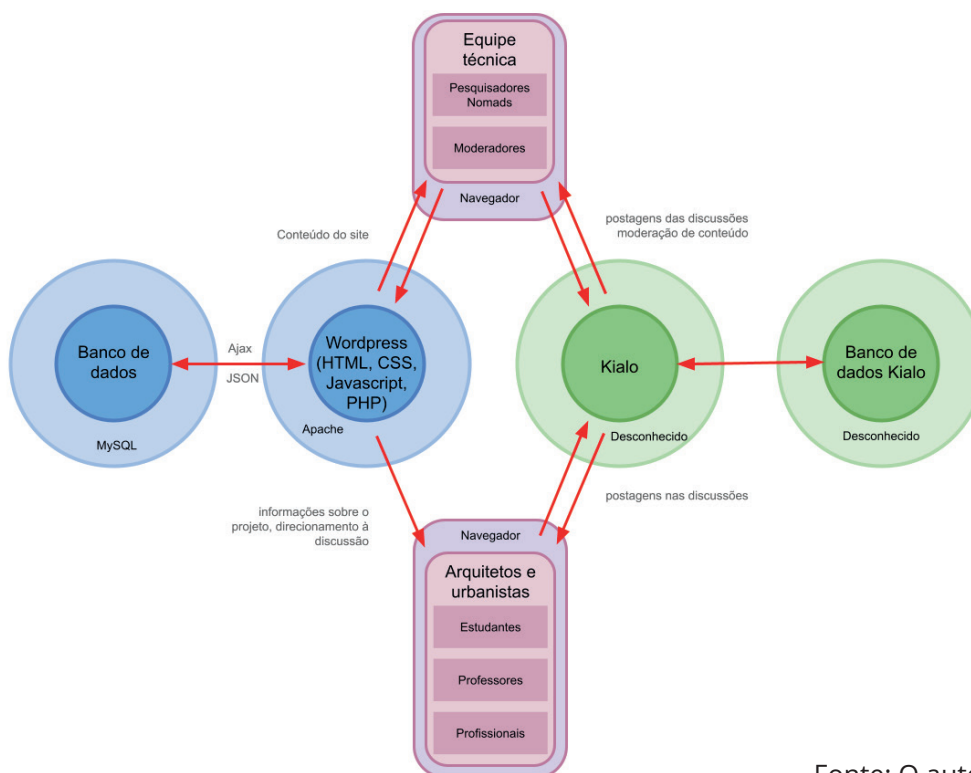 Equipe
técnica
Pesquisadores
Nomads
Moderadores
Navegador
Conteúdo do site
postagens das discussões
moderação de conteúdo
Banco de
dados
MySQL
Ajax
JSON
Wordpress
(HTML, CSS,
Javascript,
PHP)
Apache
Kialo
Desconhecido
Banco de
dados Kialo
Desconhecido
informações sobre o
projeto, direcionamento à
discussão
postagens nas discussões
Navegador
Arquitetos e
urbanistas
Estudantes
Professores
Profissionais
Fonte: O